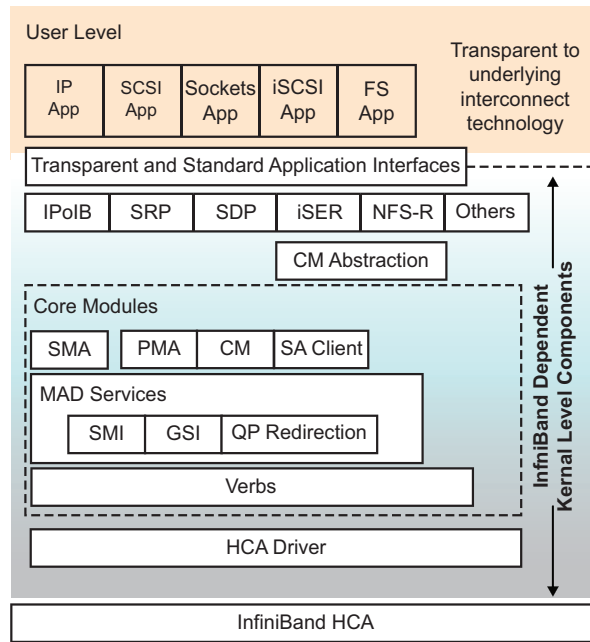 User Level
Transparent to
underlying
interconnect
technology
IP
App
SCSI
App
Sockets
App
iSCSI
App
FS
App
Transparent and Standard Application Interfaces
IPoIB
SRP
SDP
iSER
NFS-R
Others
CM Abstraction
Core Modules
SMA
PMA
CM
SA Client
MAD Services
SMI
GSI
QP Redirection
Verbs
HCA Driver
InfiniBand HCA
InfniBand Dependent
Kernal Level Components